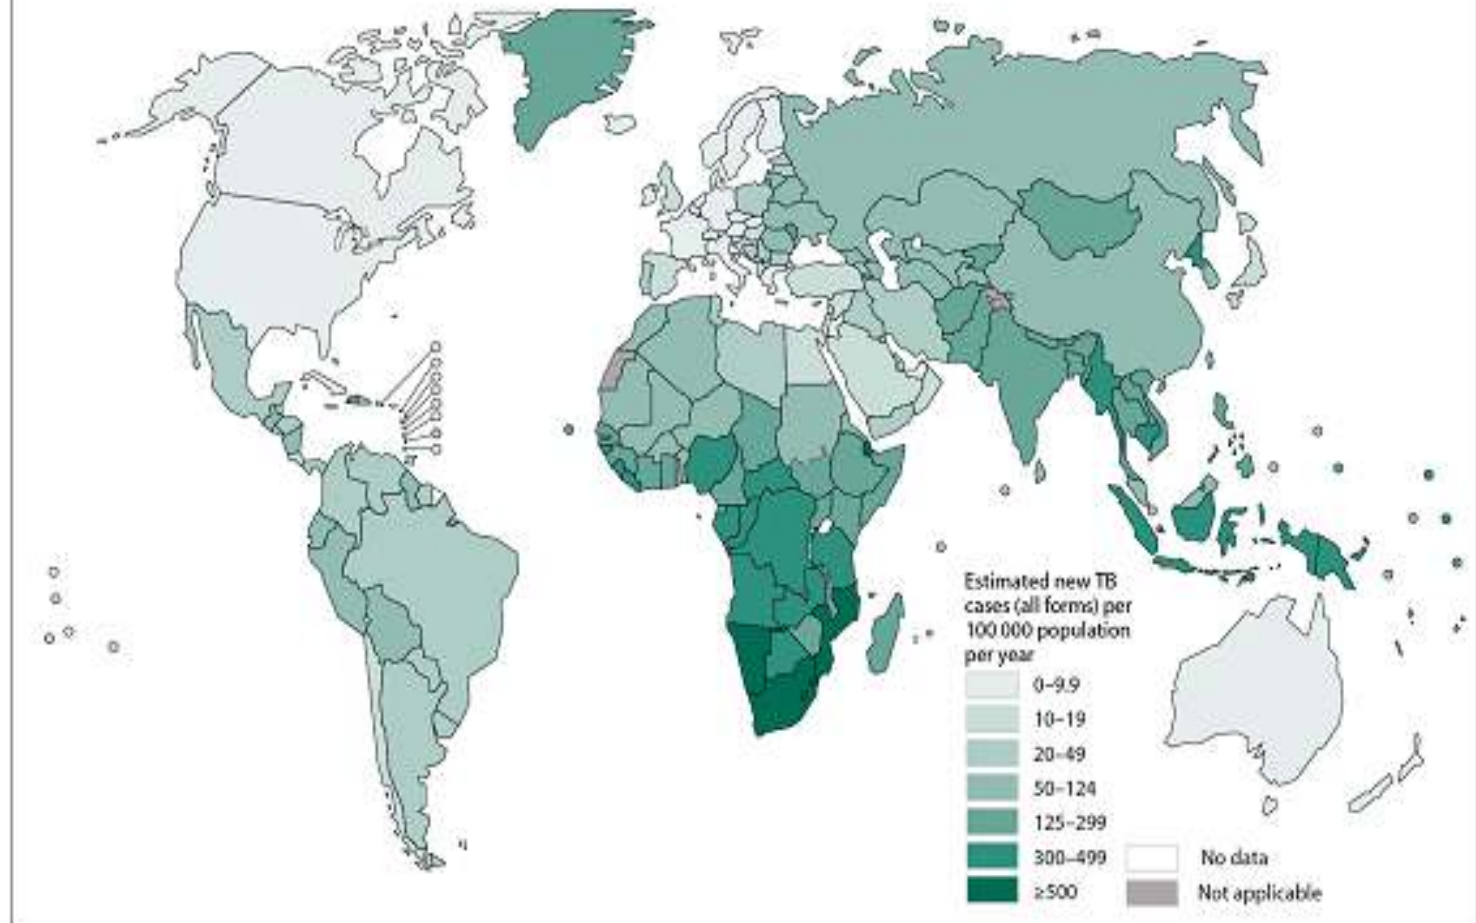 Estimated new TB
cases (all forms) per
100 000 population
per year
0–9.9
10–19
20–49
50–124
125–299
300–499
≥500
No data
Not applicable